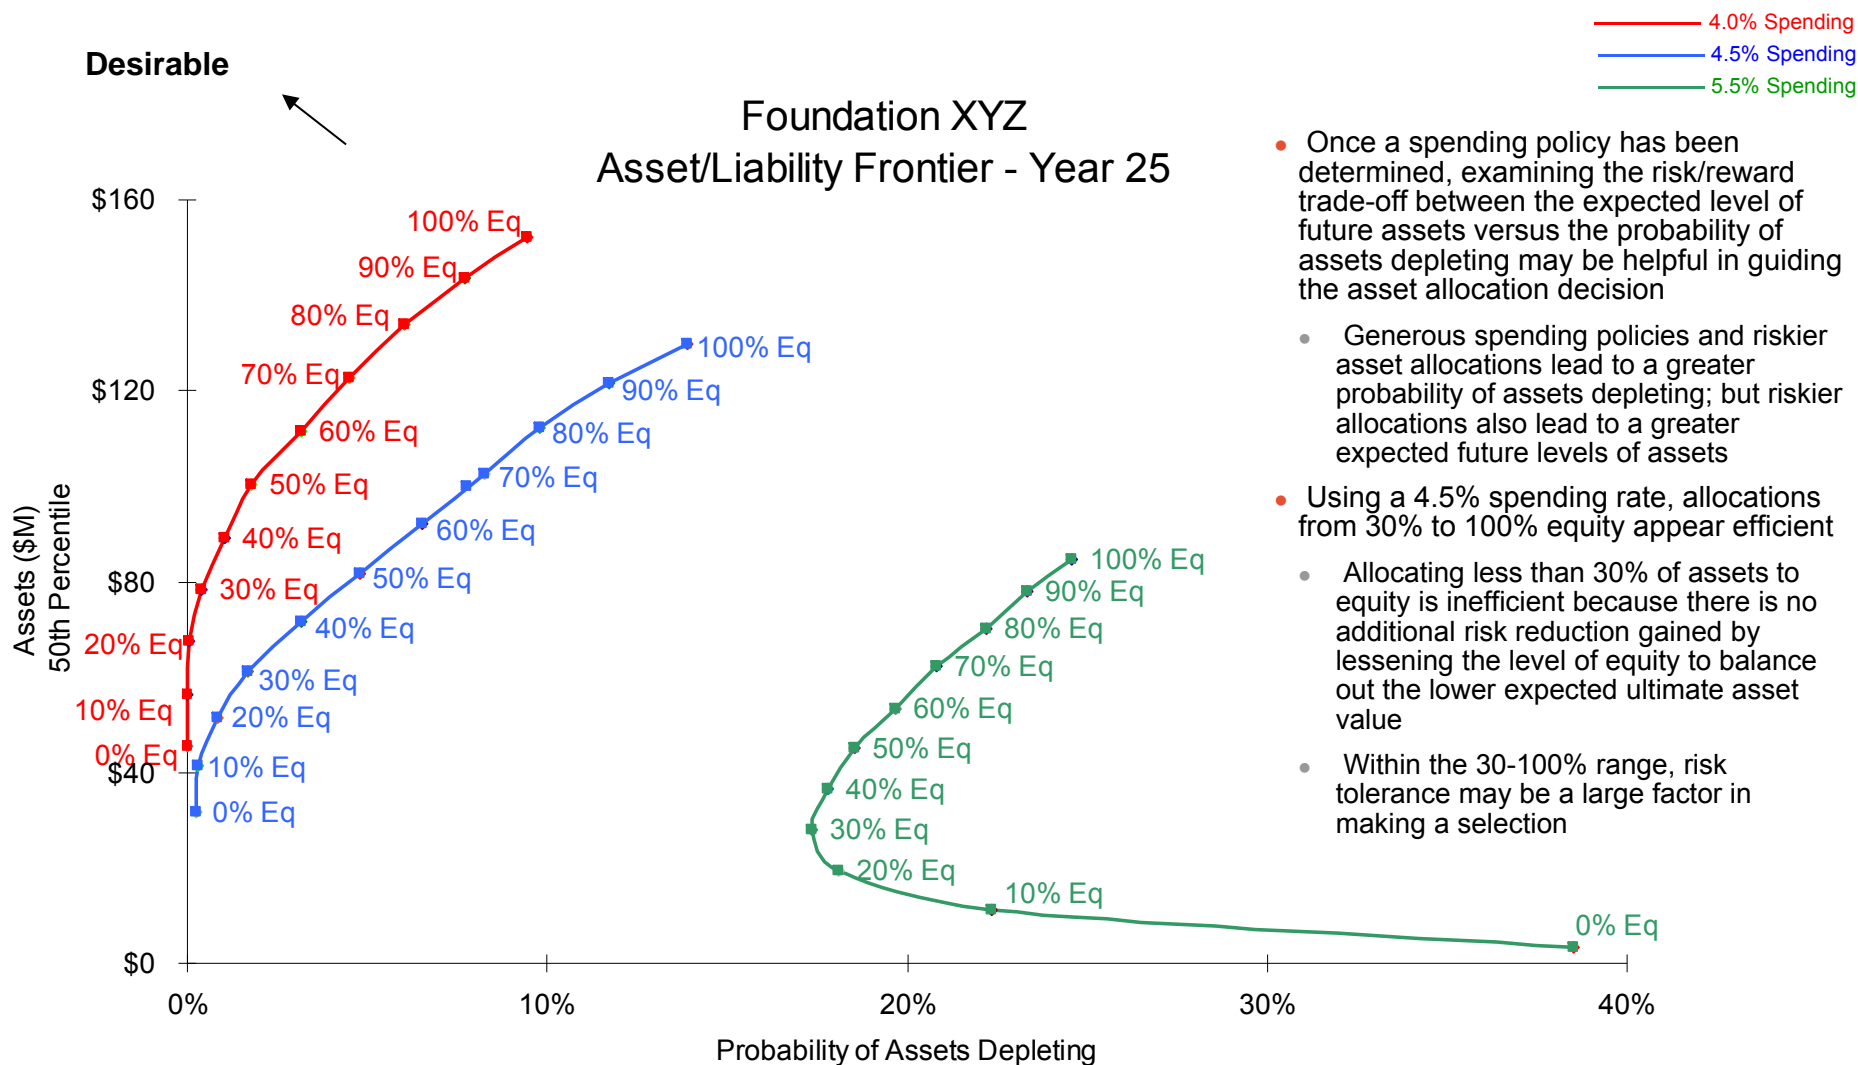 4.0% Spending
4.5% Spending
5.5% Spending
Desirable
Foundation XYZ
Asset/Liability Frontier - Year 25
$160
$120
$80
$40
$0
Assets ($M)
50th Percentile
0%
10%
20%
30%
40%
Probability of Assets Depleting
100% Eq
90% Eq
80% Eq
70% Eq
60% Eq
50% Eq
40% Eq
30% Eq
20% Eq
10% Eq
0% Eq
100% Eq
90% Eq
80% Eq
70% Eq
60% Eq
50% Eq
40% Eq
30% Eq
20% Eq
10% Eq
0% Eq
100% Eq
90% Eq
80% Eq
70% Eq
60% Eq
50% Eq
40% Eq
30% Eq
20% Eq
10% Eq
0% Eq
• Once a spending policy has been
determined, examining the risk/reward
trade-off between the expected level of
future assets versus the probability of
assets depleting may be helpful in guiding
the asset allocation decision
• Generous spending policies and riskier
asset allocations lead to a greater
probability of assets depleting; but riskier
allocations also lead to a greater
expected future levels of assets
• Using a 4.5% spending rate, allocations
from 30% to 100% equity appear efficient
• Allocating less than 30% of assets to
equity is inefficient because there is no
additional risk reduction gained by
lessening the level of equity to balance
out the lower expected ultimate asset
value
• Within the 30-100% range, risk
tolerance may be a large factor in
making a selection